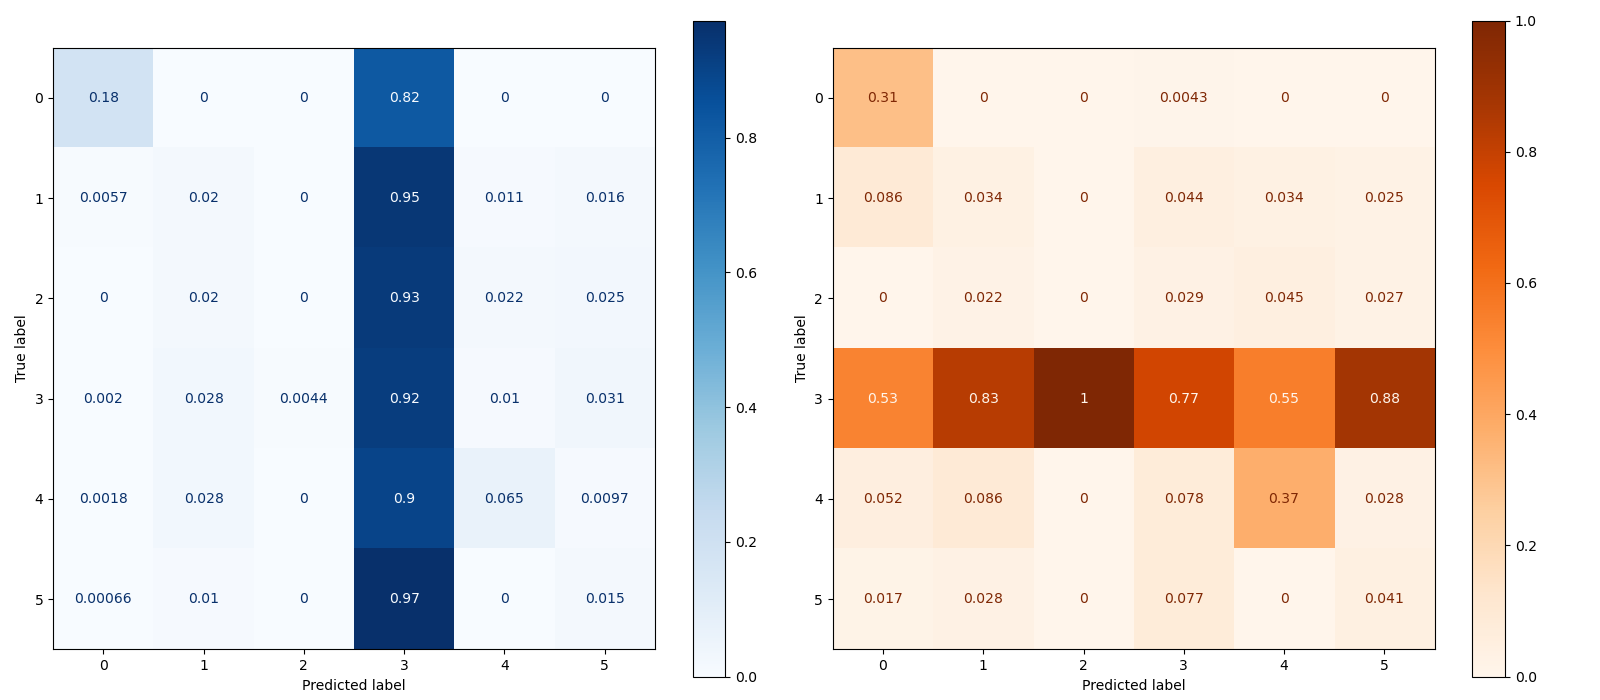 1.0
0 0.18 0 0 0.82 0 0 0 0.31 0 0 0.0043 0 0
0.8 0.8
1 0.0057 0.02 0 0.95 0.011 0.016 1 0.086 0.034 0 0.044 0.034 0.025
0.6 0.6
2 0 0.02 0 0.93 0.022 0.025 2 0 0.022 0 0.029 0.045 0.027
True label True label
3 0.002 0.028 0.0044 0.92 0.01 0.031 3 0.53 0.83 1 0.77 0.55 0.88
0.4 0.4
4 0.0018 0.028 0 0.9 0.065 0.0097 4 0.052 0.086 0 0.078 0.37 0.028
0.2 0.2
5 0.00066 0.01 0 0.97 0 0.015 5 0.017 0.028 0 0.077 0 0.041
0 1 2 3 4 5 0 1 2 3 4 5
0.0 0.0
Predicted label Predicted label